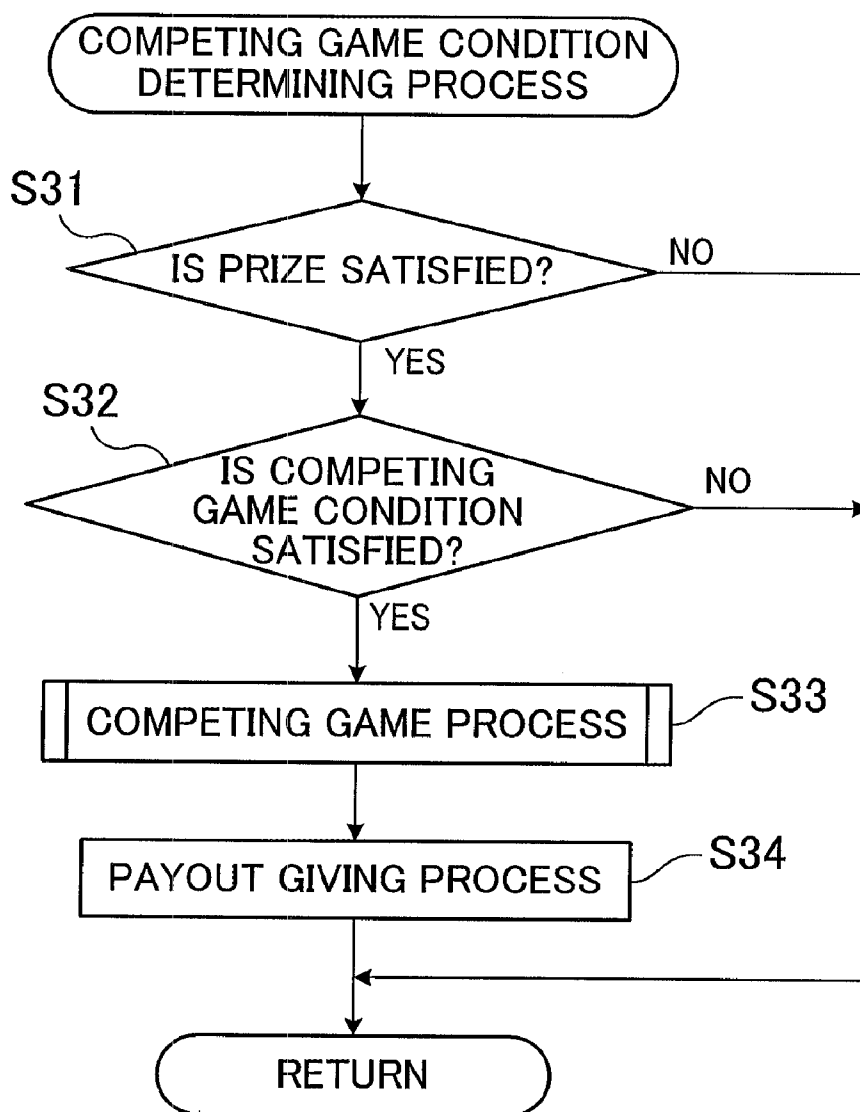 COMPETING GAME CONDITION
DETERMINING PROCESS
S31
IS PRIZE SATISFIED?
NO
YES
S32
IS COMPETING
GAME CONDITION
SATISFIED?
NO
YES
COMPETING GAME PROCESS
S33
PAYOUT GIVING PROCESS
S34
RETURN